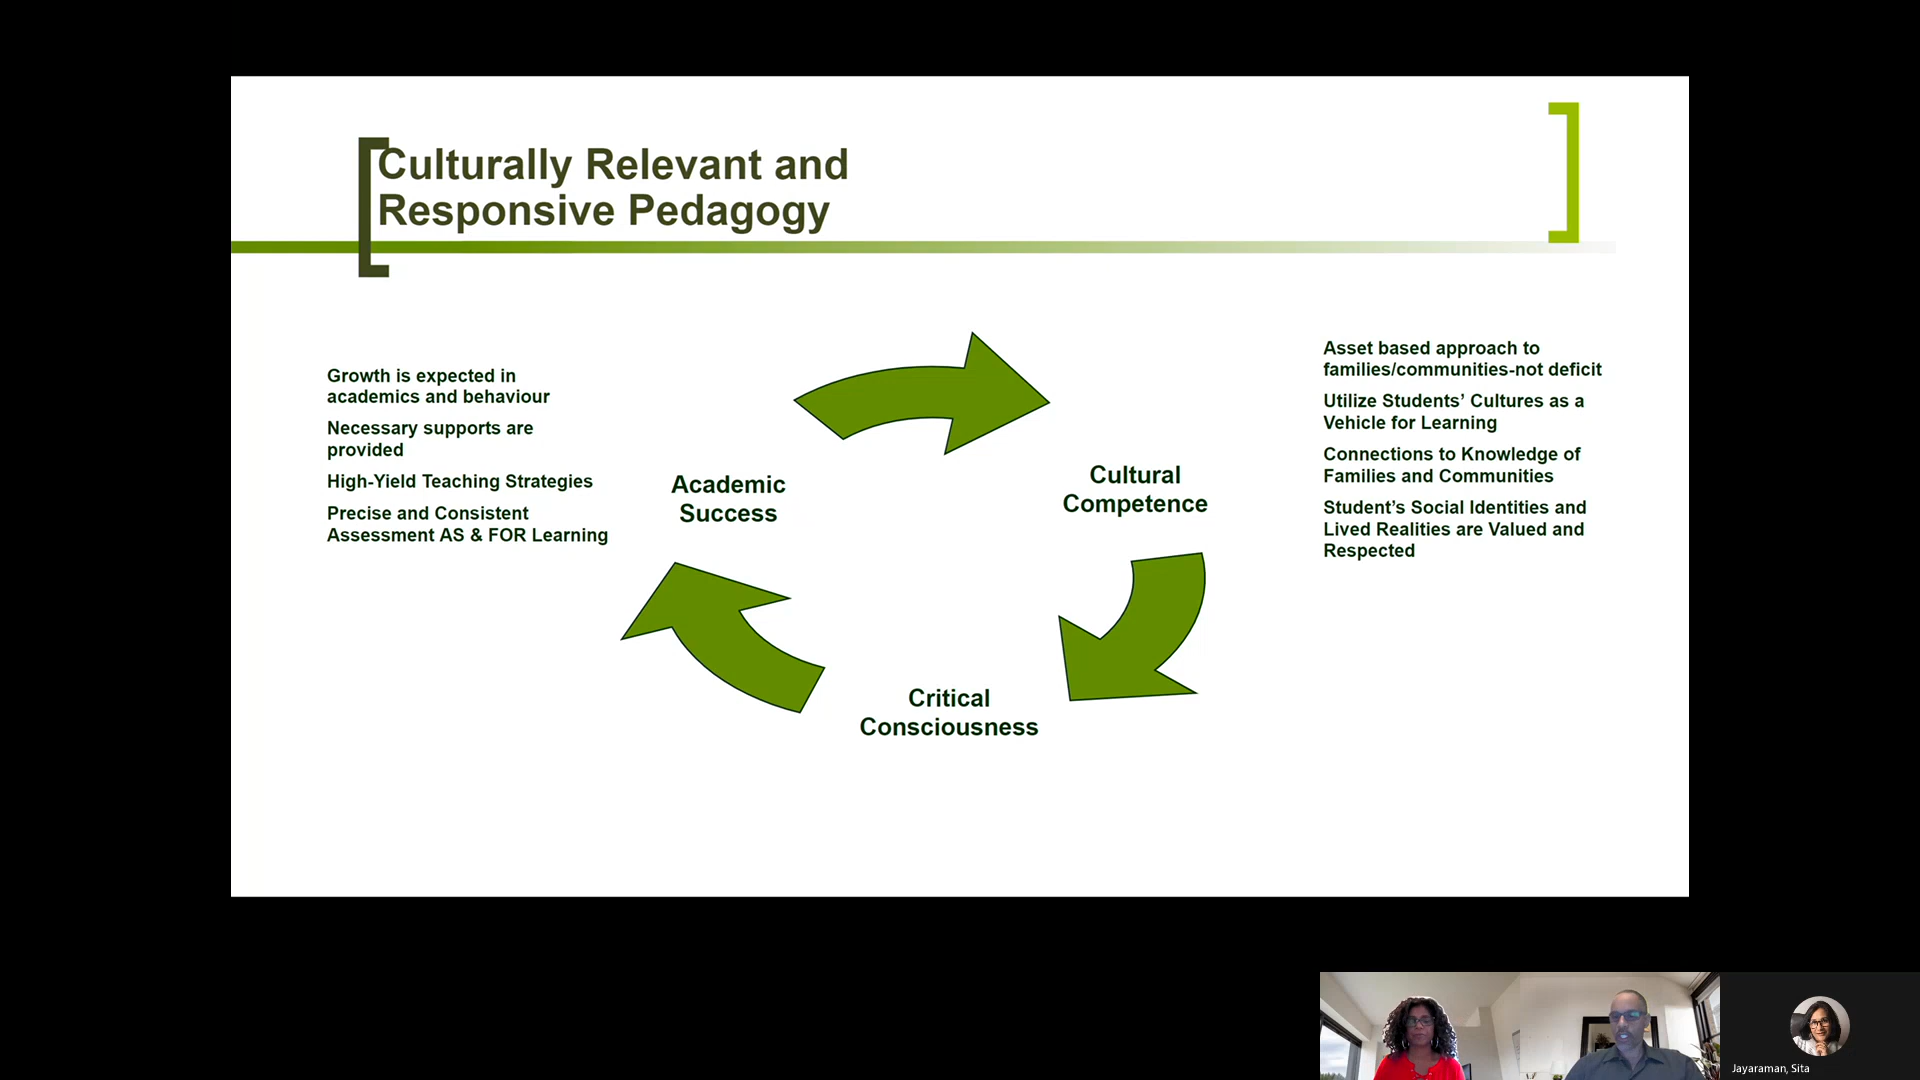 Culturally Relevant and
Responsive Pedagogy
Growth is expected in
academics and behaviour
Necessary supports are
provided
High-Yield Teaching Strategies
Precise and Consistent
Assessment AS & FOR Learning
Academic
Success
Cultural
Competence
Critical
Consciousness
Asset based approach to
families/communities-not deficit
Utilize Students’ Cultures as a
Vehicle for Learning
Connections to Knowledge of
Families and Communities
Student’s Social Identities and
Lived Realities are Valued and
Respected
Jayaraman, Sita